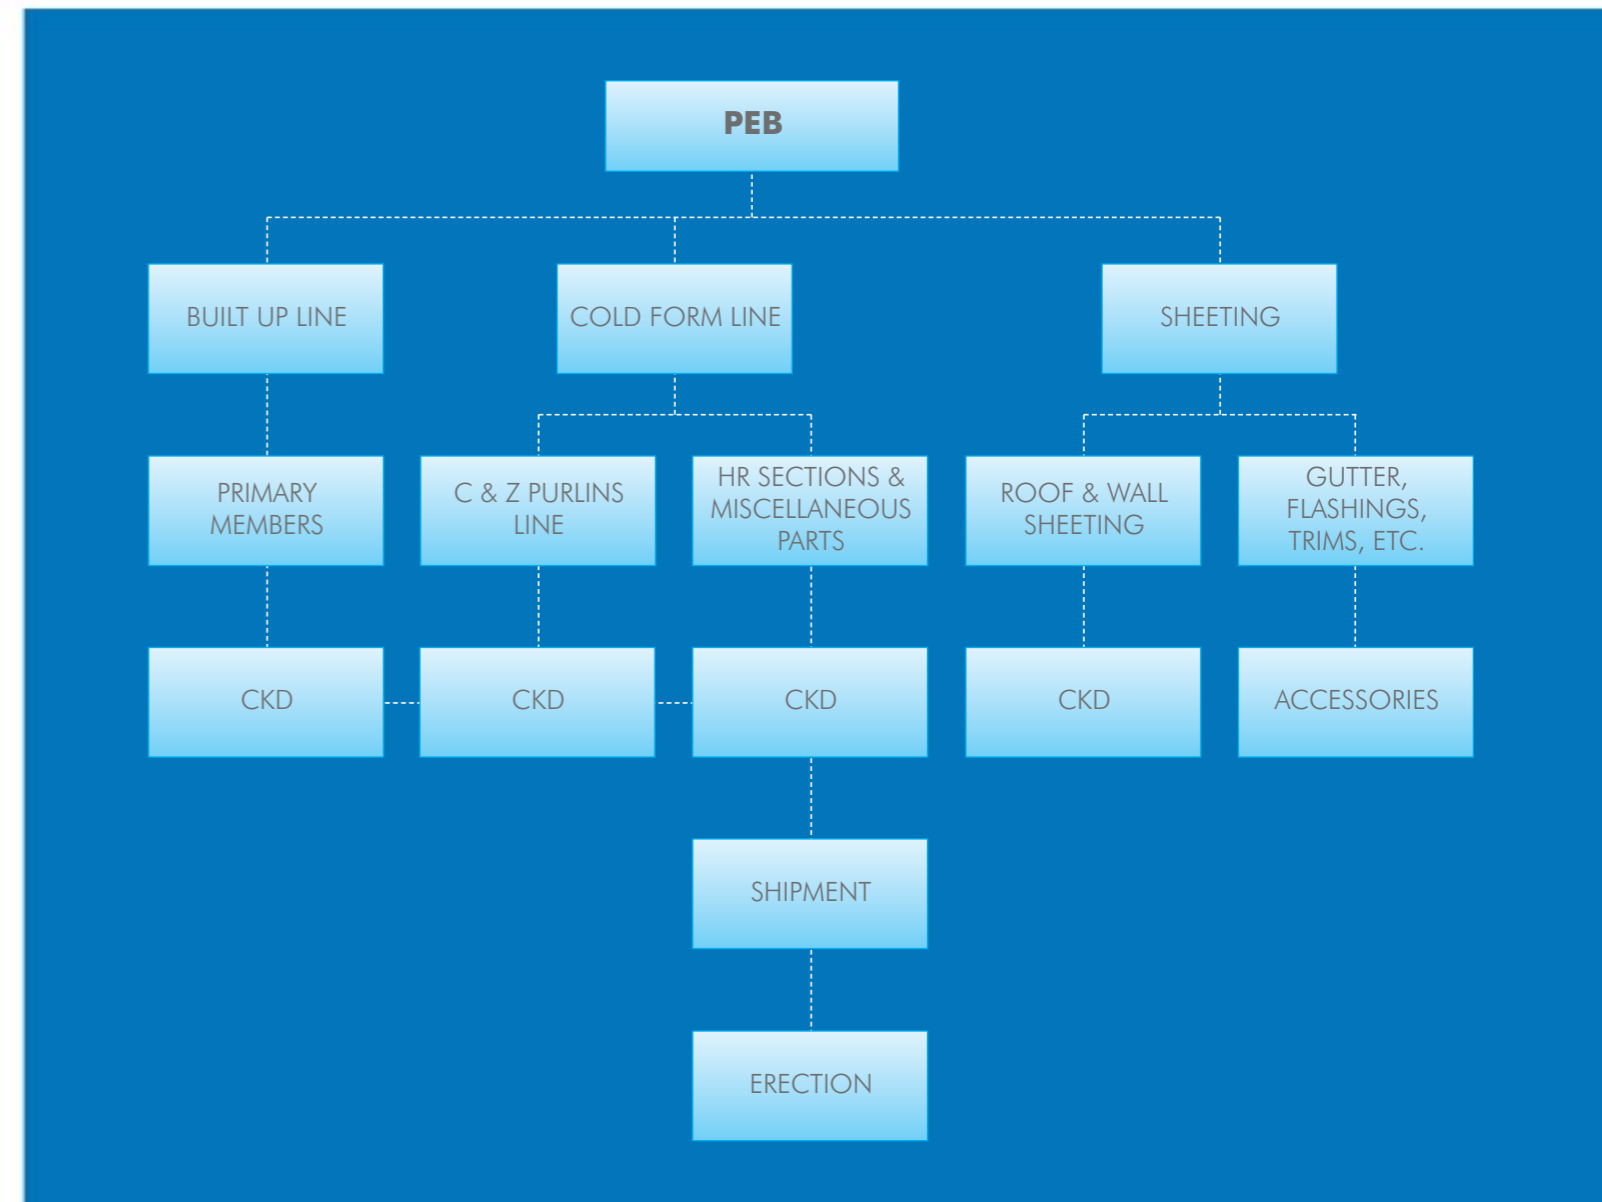 PEB
BUILT UP LINE
COLD FORM LINE
SHEETING
PRIMARY
MEMBERS
C & Z PURLINS
LINE
HR SECTIONS &
MISCELLANEOUS
PARTS
ROOF & WALL
SHEETING
GUTTER,
FLASHINGS,
TRIMS, ETC.
CKD
CKD
CKD
CKD
ACCESSORIES
SHIPMENT
ERECTION